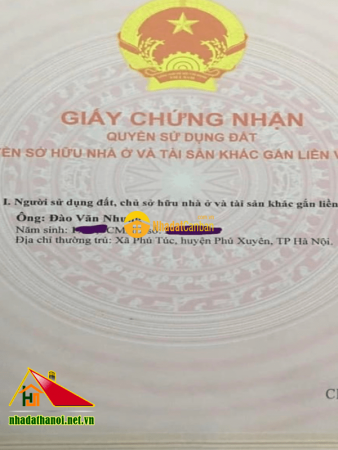 GIẤY CHỨNG NHẬN
QUYỀN SỬ DỤNG ĐẤT
SỞ HỮU NHÀ Ở VÀ TÀI SẢN KHÁC GẮN LIỀN
I. Người sử dụng đất, chủ sở hữu nhà ở và tài sản khác gắn liền
Ông: Đào Văn
Năm sinh:
Địa chỉ thường trú: Xã Phú Túc, huyện Phú Xuyên, TP Hà Nội.
nhadatcanban
HN
nhadathanoi.net.vn